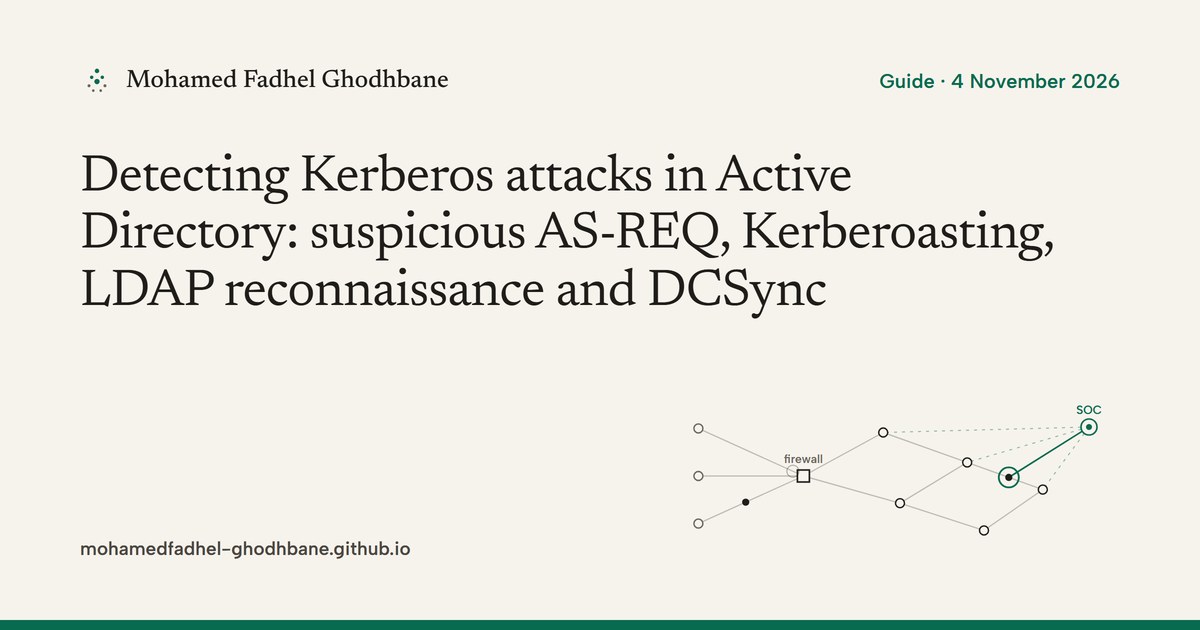 Mohamed Fadhel Ghodhbane
Guide · 4 November 2026
Detecting Kerberos attacks in Active
Directory: suspicious AS-REQ, Kerberoasting,
LDAP reconnaissance and DCSync
SOC
firewall
mohamedfadhel-ghodhbane.github.io